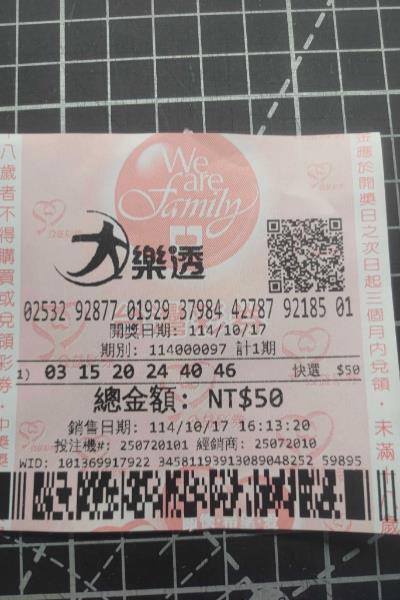 We
are
Family
大樂透
02532 92877 01929 37984 42787 92185 01
開獎日期: 114/10/17
期別: 114000097 計1期
1) 03 15 20 24 40 46 快選 $50
總金額: NT$50
銷售日期: 114/10/17 16:13:20
投注機#: 250720101 經銷商: 25072010
WID: 101369917922 34581193913089048252 59895
八歲者不得購買或兌領彩券
應於開獎日之次日起三個月內兌領,未滿十八歲